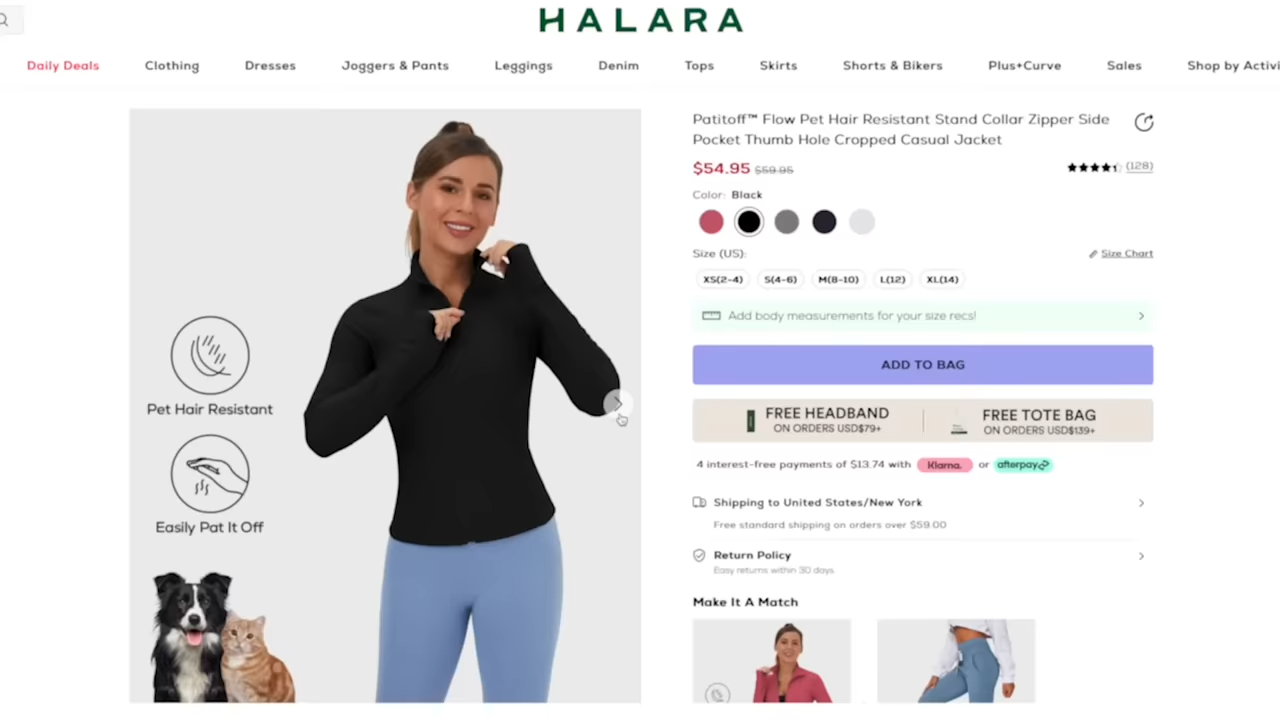 HALARA
Daily Deals Clothing Dresses Joggers & Pants Leggings Denim Tops Skirts Shorts & Bikers Plus+Curve Sales Shop by Activi
Patitoff™ Flow Pet Hair Resistant Stand Collar Zipper Side
Pocket Thumb Hole Cropped Casual Jacket
$54.95 $59.95 (128)
Color: Black
Size (US): Size Chart
XS(2-4) S(4-6) M(8-10) L(12) XL(14)
Add body measurements for your size recs!
ADD TO BAG
FREE HEADBAND
ON ORDERS USD$79+
FREE TOTE BAG
ON ORDERS USD$139+
4 interest-free payments of $13.74 with Klarna. or afterpay
Shipping to United States/New York
Free standard shipping on orders over $59.00
Return Policy
Easy returns within 30 days.
Make It A Match
Pet Hair Resistant
Easily Pat It Off